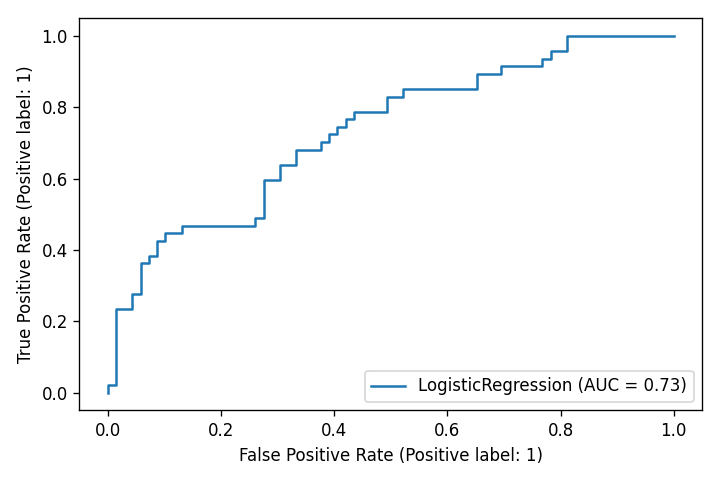 1.0
0.8
0.6
0.4
0.2
0.0
True Positive Rate (Positive label: 1)
LogisticRegression (AUC = 0.73)
0.0 0.2 0.4 0.6 0.8 1.0
False Positive Rate (Positive label: 1)